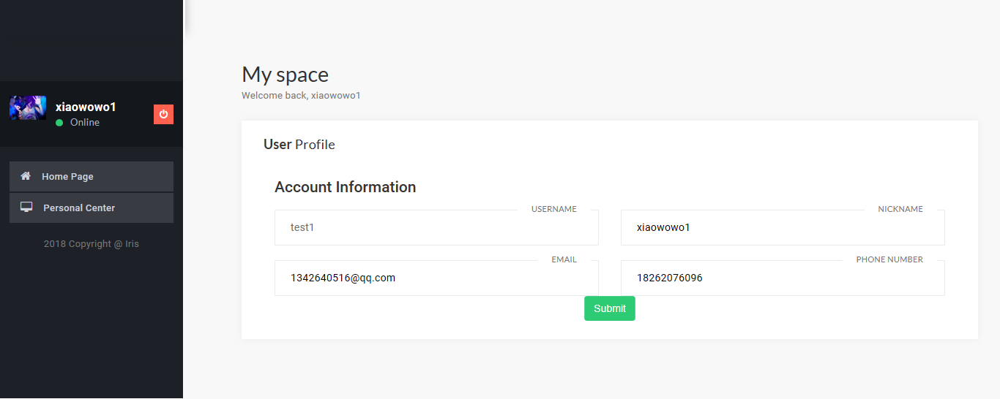 My space
Welcome back, xiaowowo1
xiaowowo1
Online
Home Page
Personal Center
2018 Copyright @ Iris
User Profile
Account Information
USERNAME
test1
NICKNAME
xiaowowo1
EMAIL
1342640516@qq.com
PHONE NUMBER
18262076096
Submit